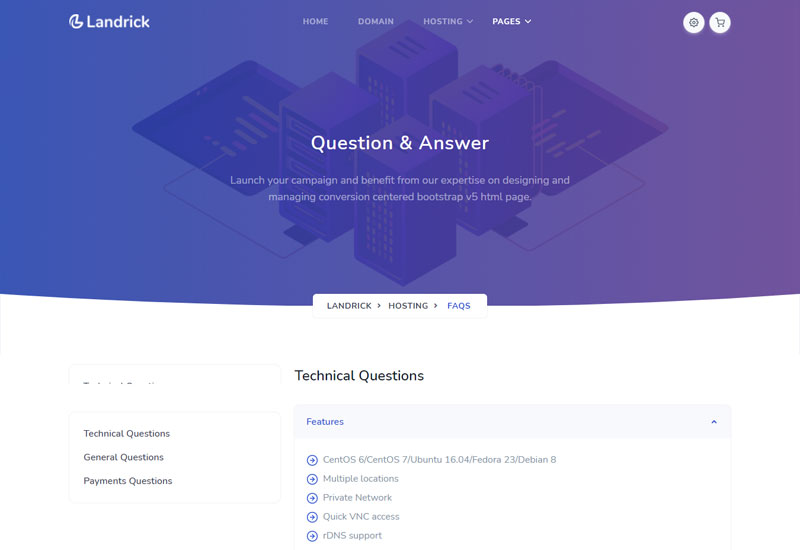 Landrick
HOME DOMAIN HOSTING PAGES
Question & Answer
Launch your campaign and benefit from our expertise on designing and
managing conversion centered bootstrap v5 html page.
LANDRICK > HOSTING > FAQS
Technical Questions
General Questions
Payments Questions
Technical Questions
Features
CentOS 6/CentOS 7/Ubuntu 16.04/Fedora 23/Debian 8
Multiple locations
Private Network
Quick VNC access
rDNS support